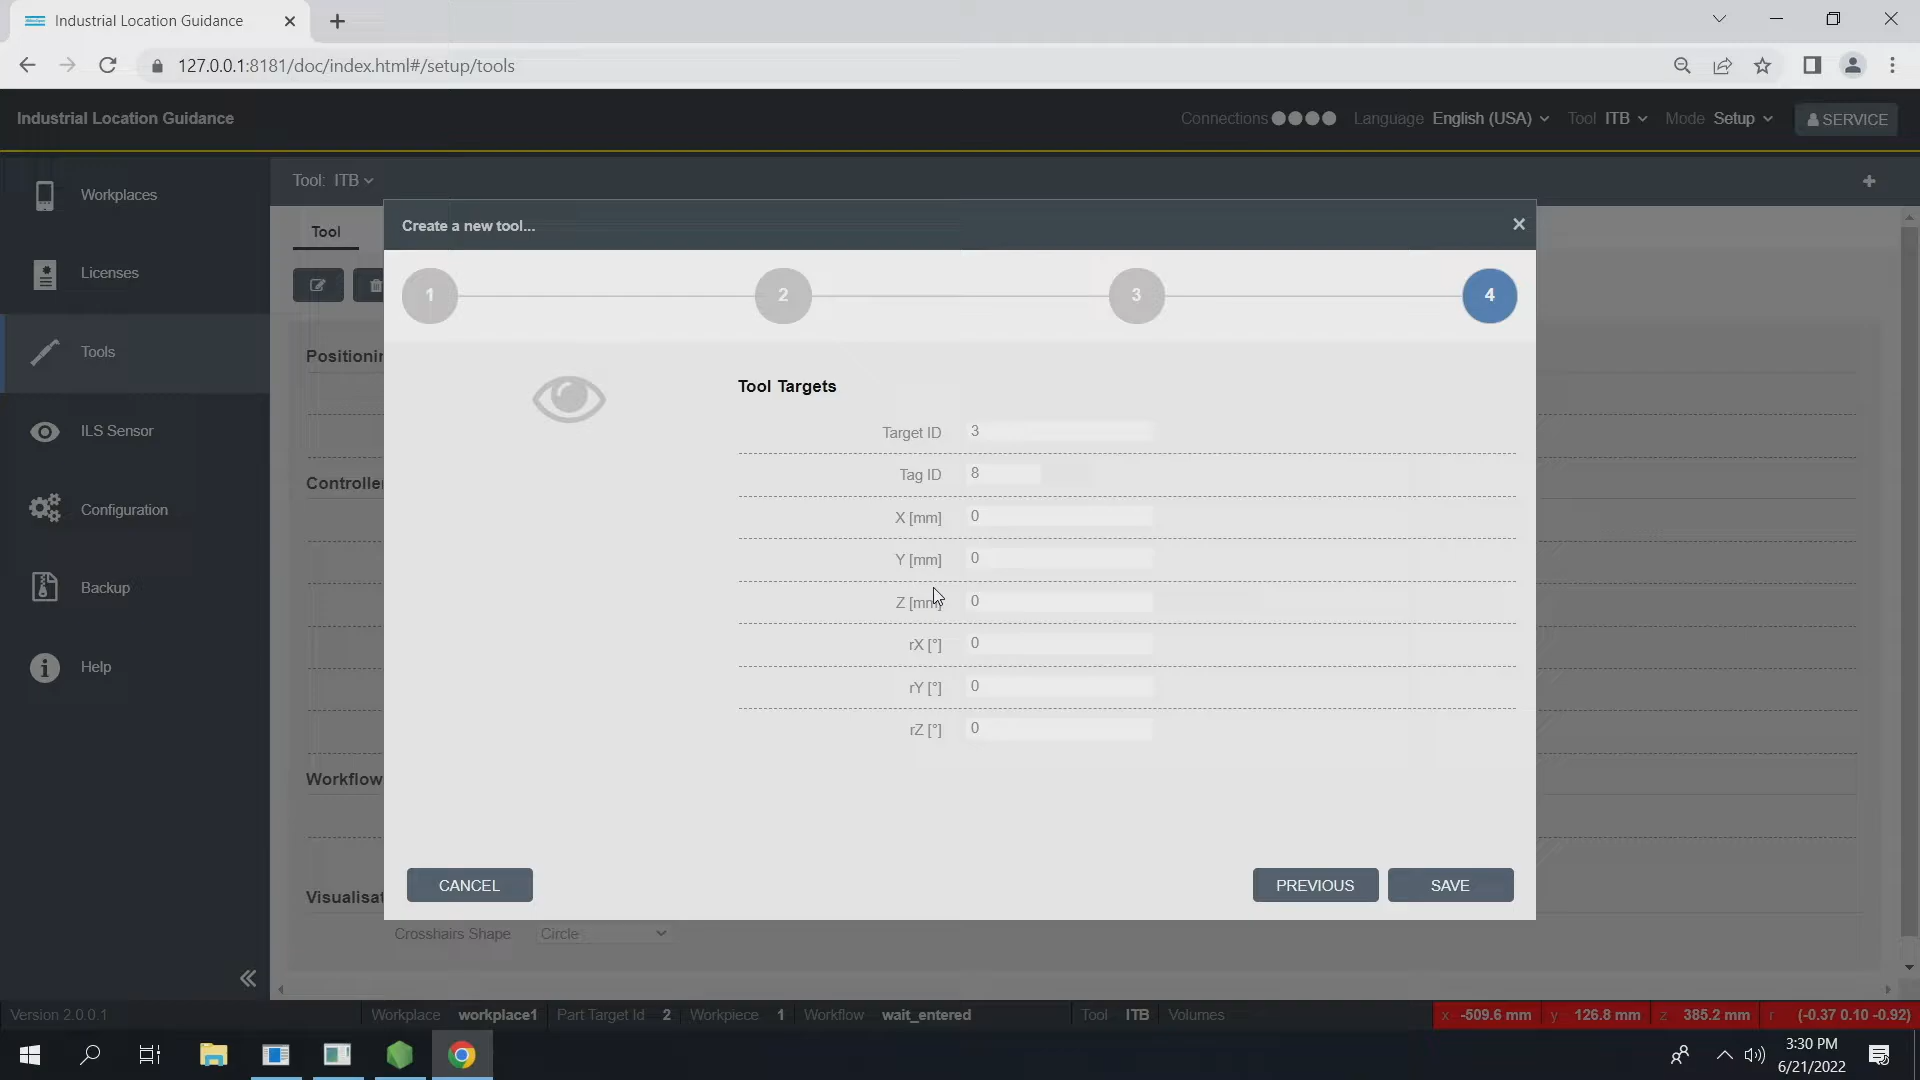 Industrial Location Guidance
127.0.0.1:8181/doc/index.html#/setup/tools
Industrial Location Guidance
Connections Language English (USA) Tool ITB Mode Setup SERVICE
Workplaces
Licenses
Tools
ILS Sensor
Configuration
Backup
Help
Tool: ITB
Tool
Create a new tool...
1 2 3 4
Tool Targets
Target ID 3
Tag ID 8
X [mm] 0
Y [mm] 0
Z [mm] 0
rX [°] 0
rY [°] 0
rZ [°] 0
CANCEL PREVIOUS SAVE
Positionin
Controlle
Workflow
Visualisat
Crosshairs Shape Circle
Version 2.0.0.1 Workplace workplace1 Part Target Id 2 Workpiece 1 Workflow wait_entered Tool ITB Volumes x -509.6 mm y 126.8 mm z 385.2 mm r (-0.37 0.10 -0.92)
3:30 PM
6/21/2022